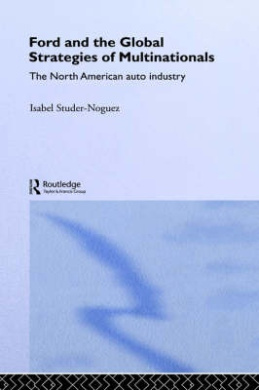 Ford and the Global
Strategies of Multinationals
The North American auto industry
Isabel Studer-Noguez
Routledge
Taylor & Francis Group